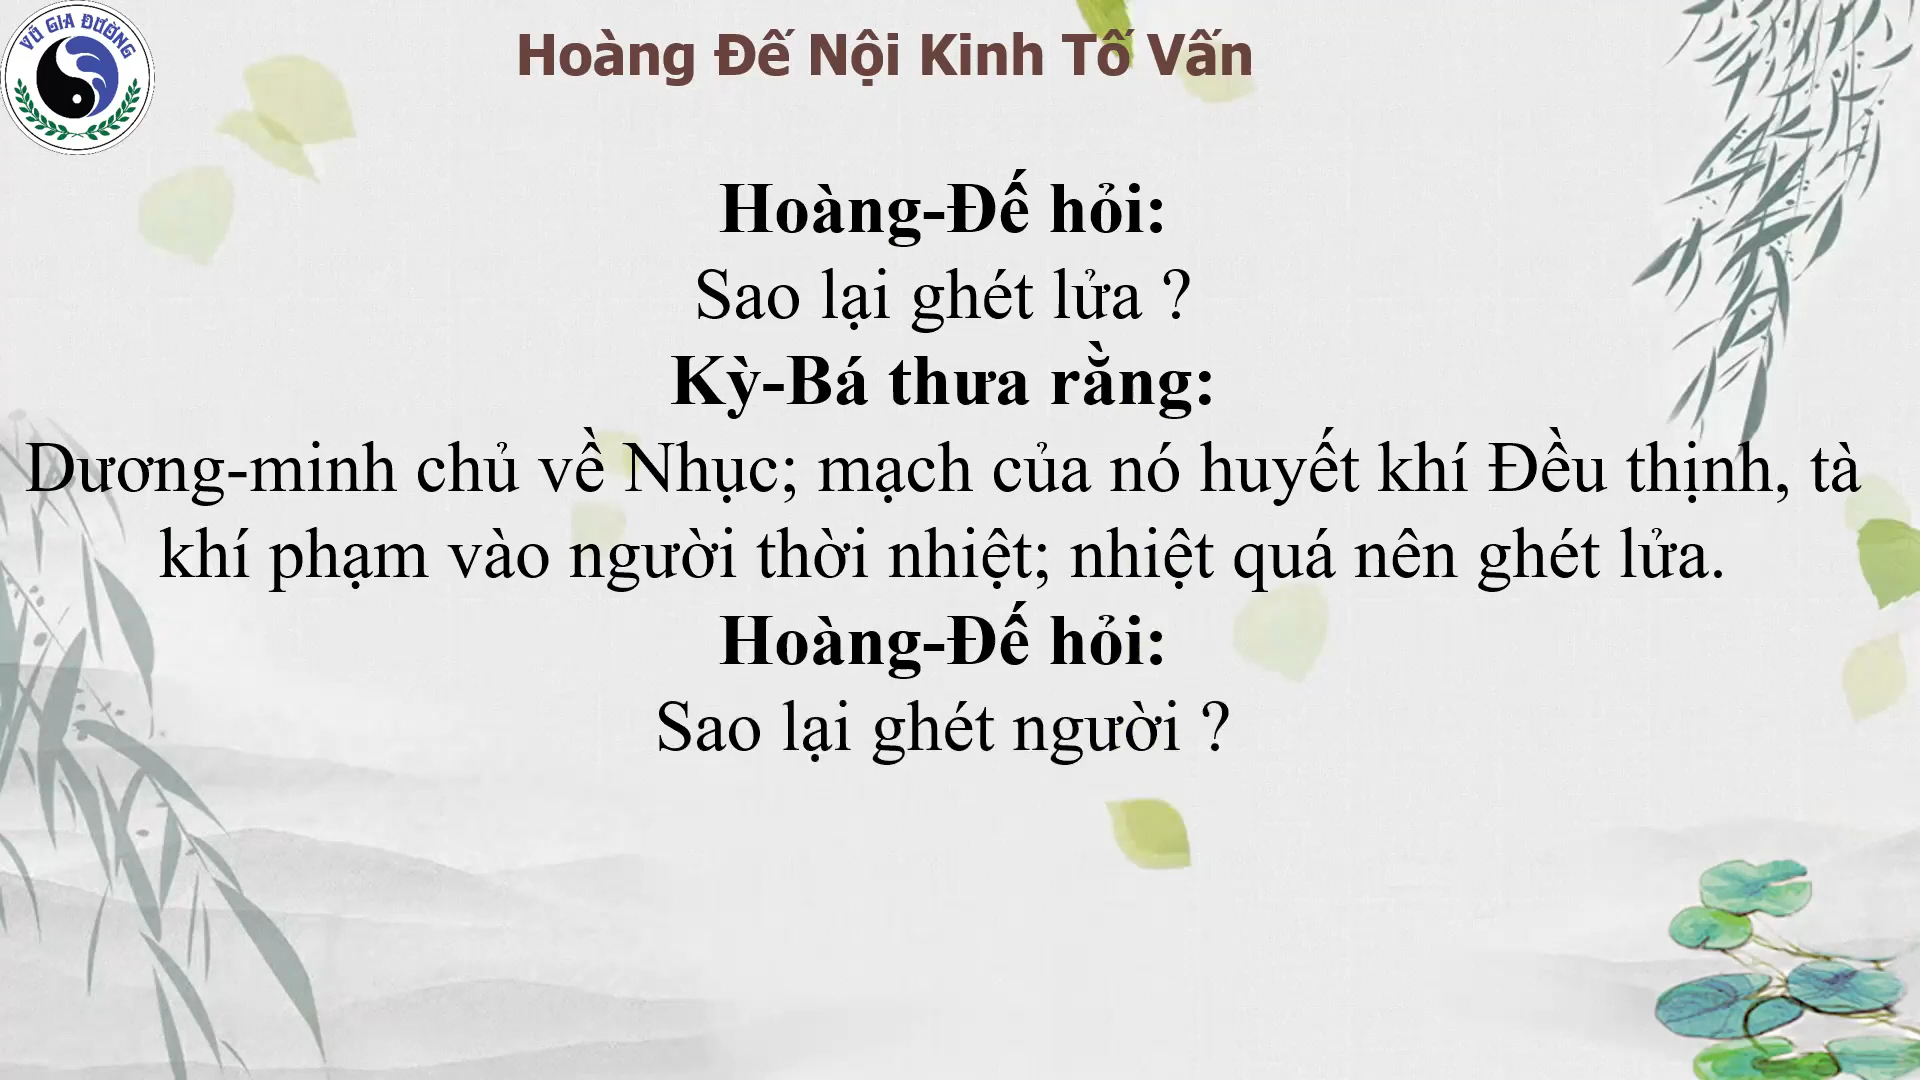 VŨ GIA ĐƯỜNG
Hoàng Đế Nội Kinh Tố Vấn
Hoàng-Đế hỏi:
Sao lại ghét lửa ?
Kỳ-Bá thưa rằng:
Dương-minh chủ về Nhục; mạch của nó huyết khí Đều thịnh, tà
khí phạm vào người thời nhiệt; nhiệt quá nên ghét lửa.
Hoàng-Đế hỏi:
Sao lại ghét người ?